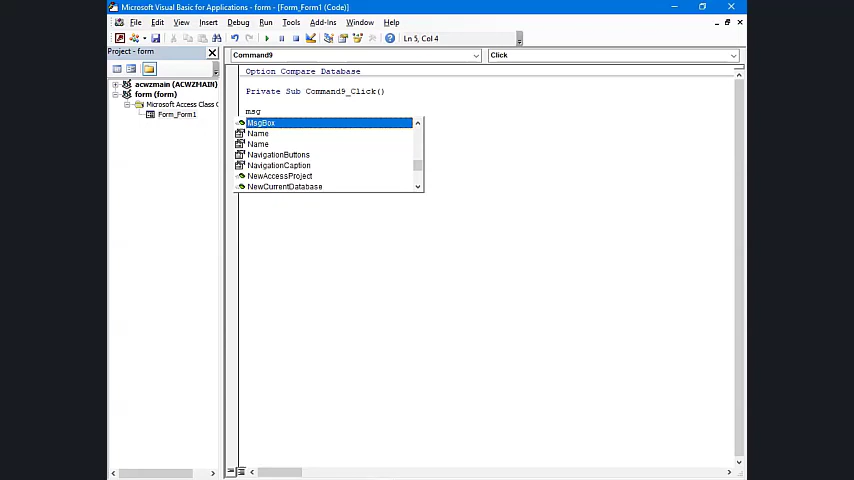 Microsoft Visual Basic for Applications - form - [Form_Form1 (Code)]
File Edit View Insert Debug Run Tools Add-Ins Window Help
Ln 5, Col 4
Project - form
Command9 Click
acwzmain (ACWZMAIN)
form (form)
Microsoft Access Class C
Form_Form1
Option Compare Database
Private Sub Command9_Click()
msg
MsgBox
Name
Name
NavigationButtons
NavigationCaption
NewAccessProject
NewCurrentDatabase